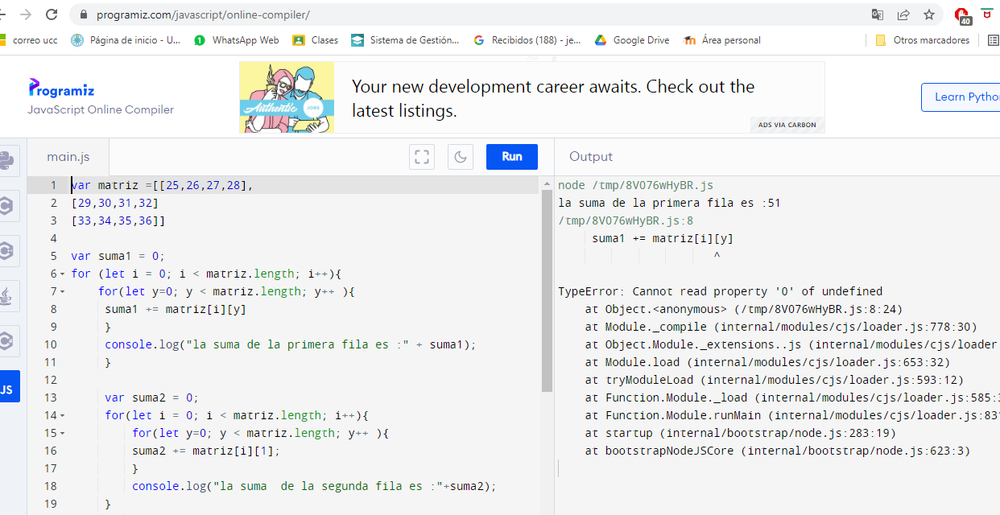 programiz.com/javascript/online-compiler/
40
correo ucc
Página de inicio - U...
WhatsApp Web
Clases
Sistema de Gestión...
Recibidos (188) - je...
Google Drive
Área personal
Otros marcadores
Programiz
JavaScript Online Compiler
Authentic JOBS
Your new development career awaits. Check out the
latest listings.
ADS VIA CARBON
Learn Pytho
main.js
Run
Output
1 var matriz =[[25,26,27,28],
2 [29,30,31,32]
3 [33,34,35,36]]
4
5 var suma1 = 0;
6 for (let i = 0; i < matriz.length; i++){
7 for(let y=0; y < matriz.length; y++ ){
8 suma1 += matriz[i][y]
9 }
10 console.log("la suma de la primera fila es :" + suma1);
11 }
12
13 var suma2 = 0;
14 for(let i = 0; i < matriz.length; i++){
15 for(let y=0; y < matriz.length; y++ ){
16 suma2 += matriz[i][1];
17 }
18 console.log("la suma  de la segunda fila es :"+suma2);
19 }
JS
node /tmp/8V076wHyBR.js
la suma de la primera fila es :51
/tmp/8V076wHyBR.js:8
suma1 += matriz[i][y]
^
TypeError: Cannot read property '0' of undefined
at Object.<anonymous> (/tmp/8V076wHyBR.js:8:24)
at Module._compile (internal/modules/cjs/loader.js:778:30)
at Object.Module._extensions..js (internal/modules/cjs/loader
at Module.load (internal/modules/cjs/loader.js:653:32)
at tryModuleLoad (internal/modules/cjs/loader.js:593:12)
at Function.Module._load (internal/modules/cjs/loader.js:585:3
at Function.Module.runMain (internal/modules/cjs/loader.js:831
at startup (internal/bootstrap/node.js:283:19)
at bootstrapNodeJSCore (internal/bootstrap/node.js:623:3)